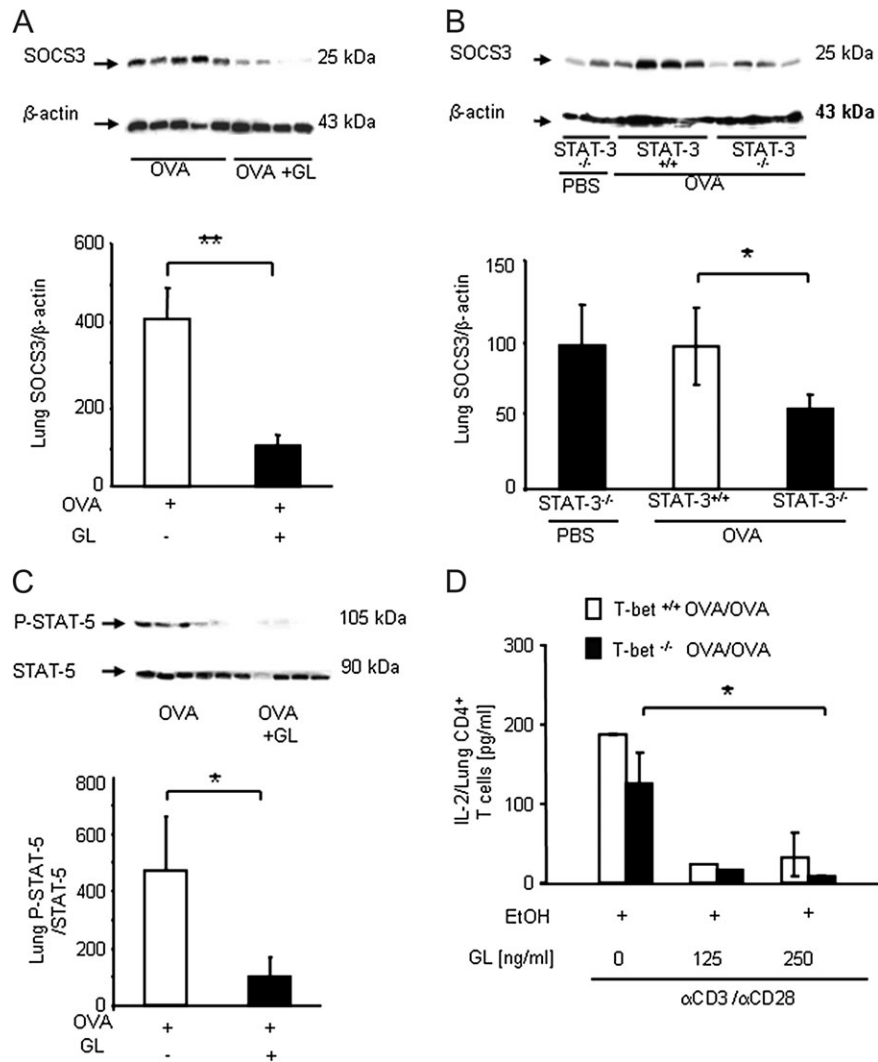 A
SOCS3 25 kDa
β-actin 43 kDa
OVA OVA +GL
**
600
400
200
0
Lung SOCS3/β-actin
OVA + +
GL - +
B
SOCS3 25 kDa
β-actin 43 kDa
STAT-3 -/- STAT-3 +/+ STAT-3 -/-
PBS OVA
*
150
100
50
0
Lung SOCS3/β-actin
STAT-3-/- STAT-3+/+ STAT-3-/-
PBS OVA
C
P-STAT-5 105 kDa
STAT-5 90 kDa
OVA OVA
+GL
*
800
600
400
200
0
Lung P-STAT-5
/STAT-5
OVA + +
GL - +
D
T-bet +/+ OVA/OVA
T-bet -/- OVA/OVA
*
300
200
100
0
IL-2/Lung CD4+
T cells [pg/ml]
EtOH + + +
GL [ng/ml] 0 125 250
αCD3/αCD28